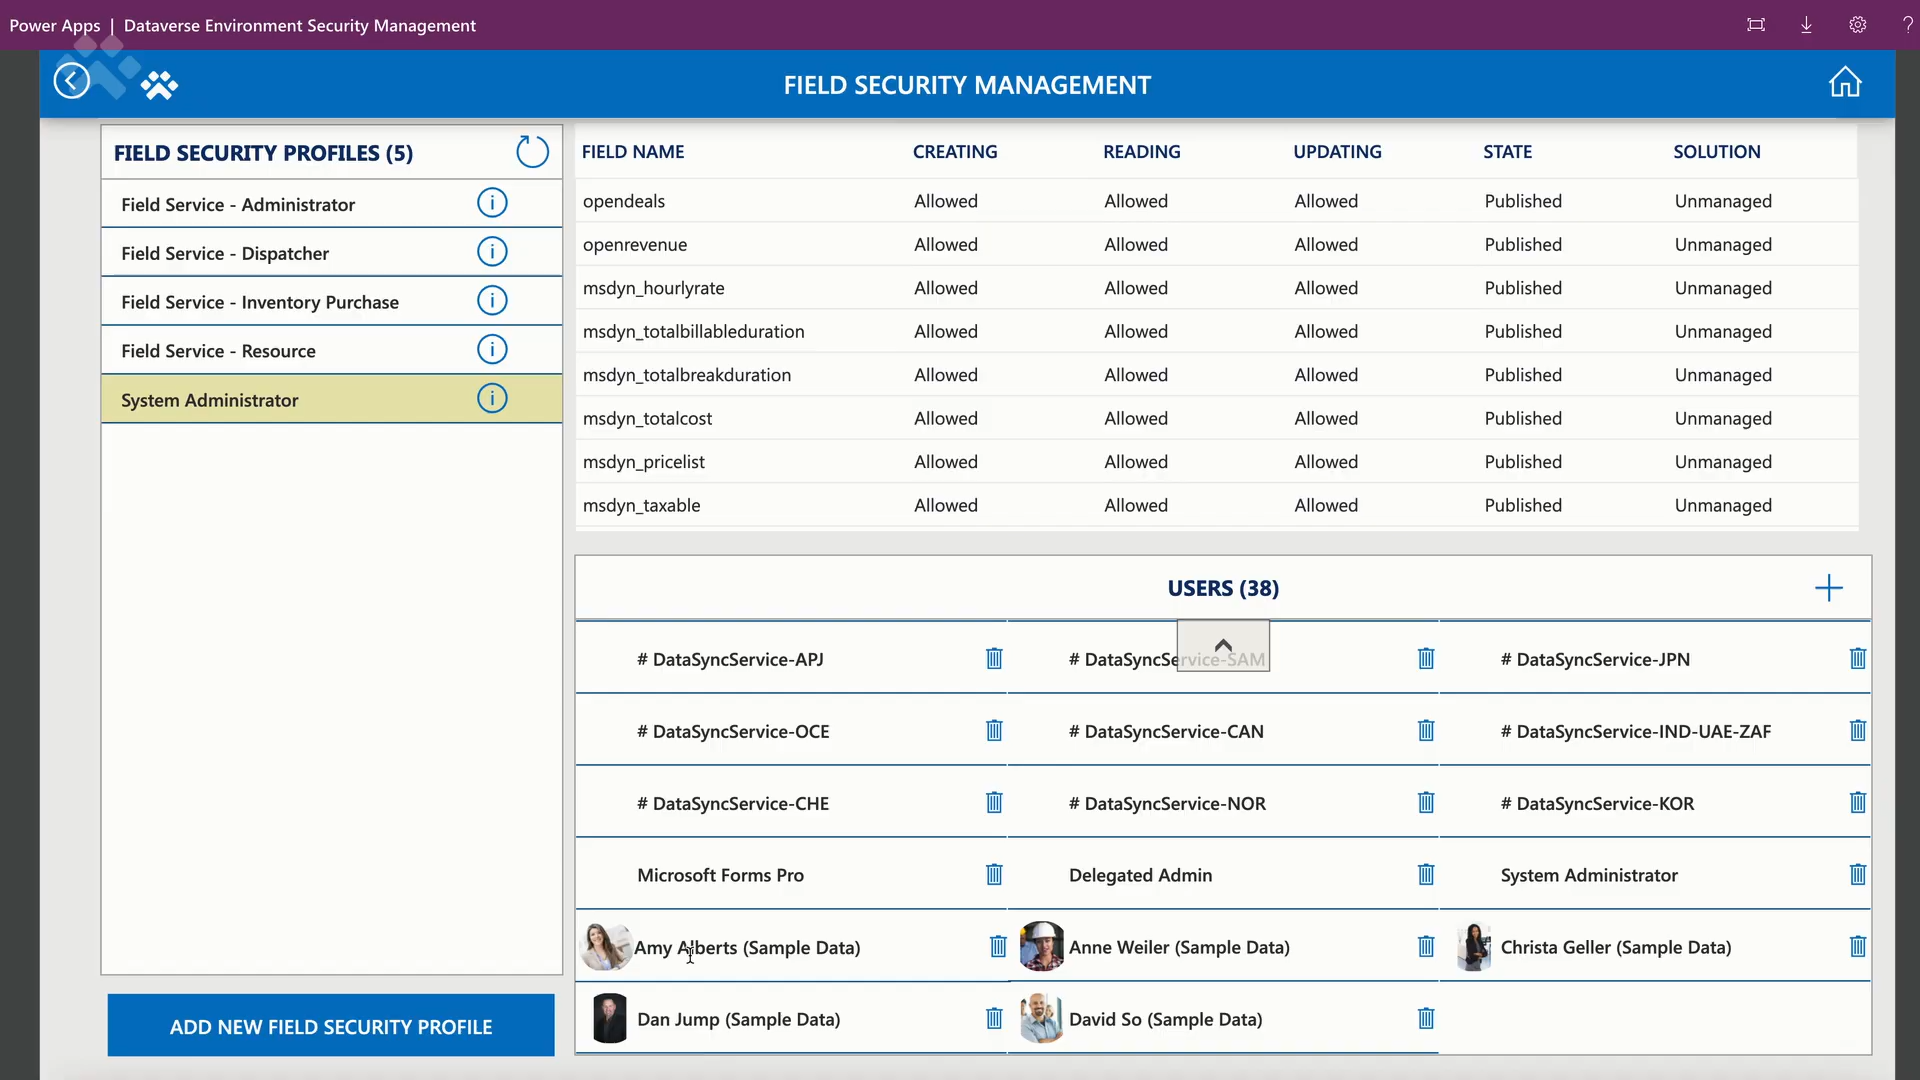 Power Apps | Dataverse Environment Security Management
?
FIELD SECURITY MANAGEMENT
FIELD SECURITY PROFILES (5)
Field Service - Administrator
Field Service - Dispatcher
Field Service - Inventory Purchase
Field Service - Resource
System Administrator
ADD NEW FIELD SECURITY PROFILE
FIELD NAME CREATING READING UPDATING STATE SOLUTION
opendeals Allowed Allowed Allowed Published Unmanaged
openrevenue Allowed Allowed Allowed Published Unmanaged
msdyn_hourlyrate Allowed Allowed Allowed Published Unmanaged
msdyn_totalbillableduration Allowed Allowed Allowed Published Unmanaged
msdyn_totalbreakduration Allowed Allowed Allowed Published Unmanaged
msdyn_totalcost Allowed Allowed Allowed Published Unmanaged
msdyn_pricelist Allowed Allowed Allowed Published Unmanaged
msdyn_taxable Allowed Allowed Allowed Published Unmanaged
USERS (38)
# DataSyncService-APJ # DataSyncService-SAM # DataSyncService-JPN
# DataSyncService-OCE # DataSyncService-CAN # DataSyncService-IND-UAE-ZAF
# DataSyncService-CHE # DataSyncService-NOR # DataSyncService-KOR
Microsoft Forms Pro Delegated Admin System Administrator
Amy Alberts (Sample Data) Anne Weiler (Sample Data) Christa Geller (Sample Data)
Dan Jump (Sample Data) David So (Sample Data)